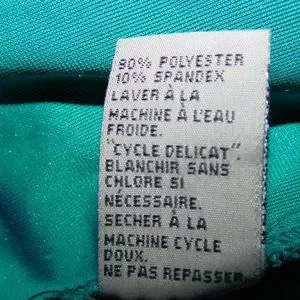 90% POLYESTER
10% SPANDEX
LAVER À LA
MACHINE À L'EAU
FROIDE.
"CYCLE DELICAT".
BLANCHIR SANS
CHLORE SI
NÉCESSAIRE.
SECHER À LA
MACHINE CYCLE
DOUX.
NE PAS REPASSER.